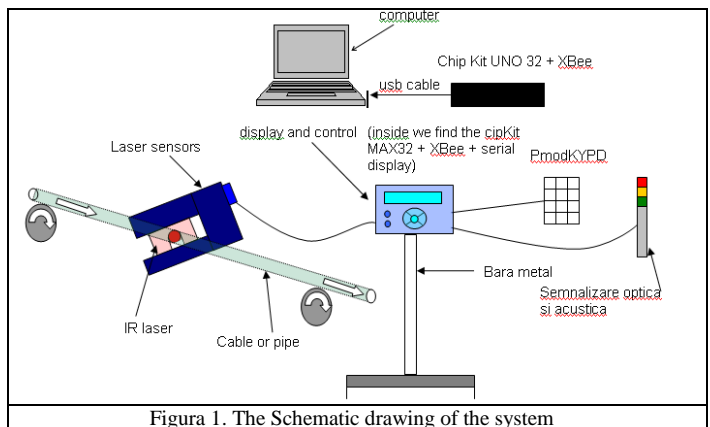 computer
Chip Kit UNO 32 + XBee
usb cable
display and control
(inside we find the cipKit
MAX32 + XBee + serial
display)
Laser sensors
PmodKYPD
Bara metal
Semnalizare optica
si acustica
IR laser
Cable or pipe
Figura 1. The Schematic drawing of the system